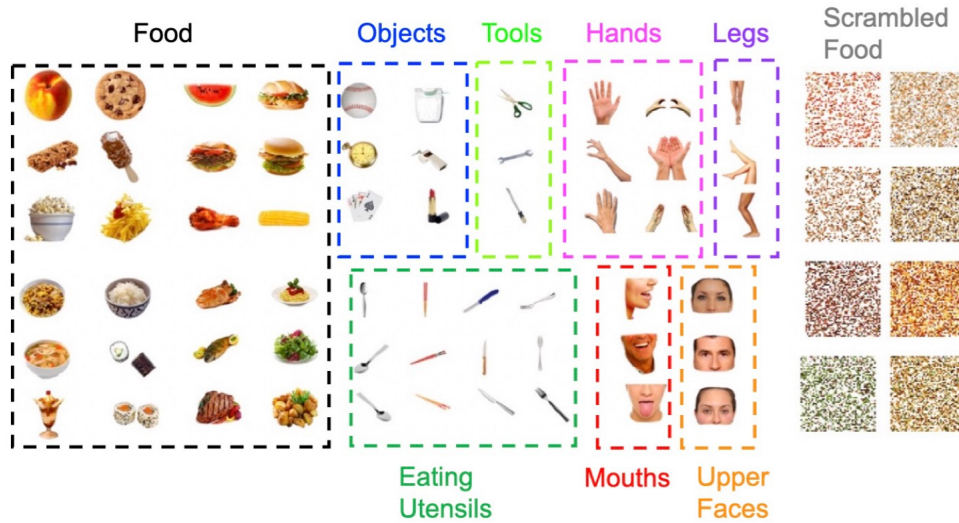 Food
Objects
Tools
Hands
Legs
Scrambled
Food
Eating
Utensils
Mouths
Upper
Faces